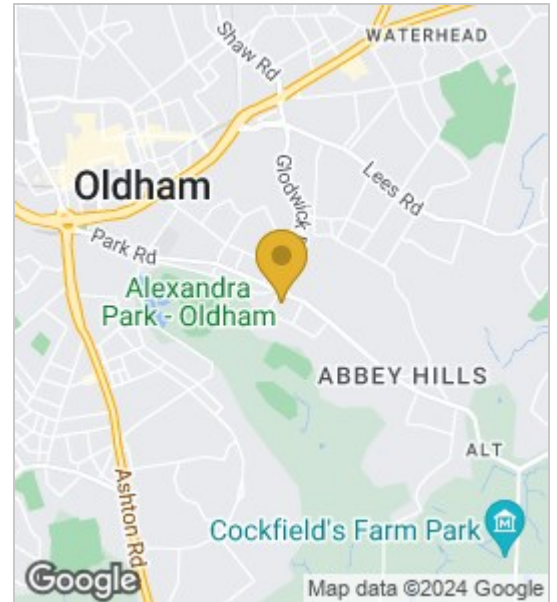 Shaw Rd
WATERHEAD
Glodwick
Lees Rd
Oldham
Park Rd
Alexandra
Park - Oldham
ABBEY HILLS
ALT
Ashton Rd
Cockfield's Farm Park
Google
Map data ©2024 Google